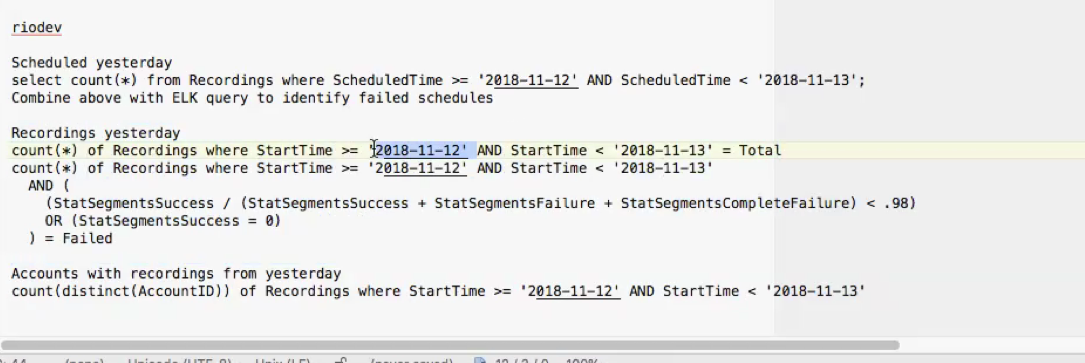 riodev
Scheduled yesterday
select count(*) from Recordings where ScheduledTime >= '2018-11-12' AND ScheduledTime < '2018-11-13';
Combine above with ELK query to identify failed schedules
Recordings yesterday
count(*) of Recordings where StartTime >= '2018-11-12' AND StartTime < '2018-11-13' = Total
count(*) of Recordings where StartTime >= '2018-11-12' AND StartTime < '2018-11-13'
AND (
(StatSegmentsSuccess / (StatSegmentsSuccess + StatSegmentsFailure + StatSegmentsCompleteFailure) < .98)
OR (StatSegmentsSuccess = 0)
) = Failed
Accounts with recordings from yesterday
count(distinct(AccountID)) of Recordings where StartTime >= '2018-11-12' AND StartTime < '2018-11-13'